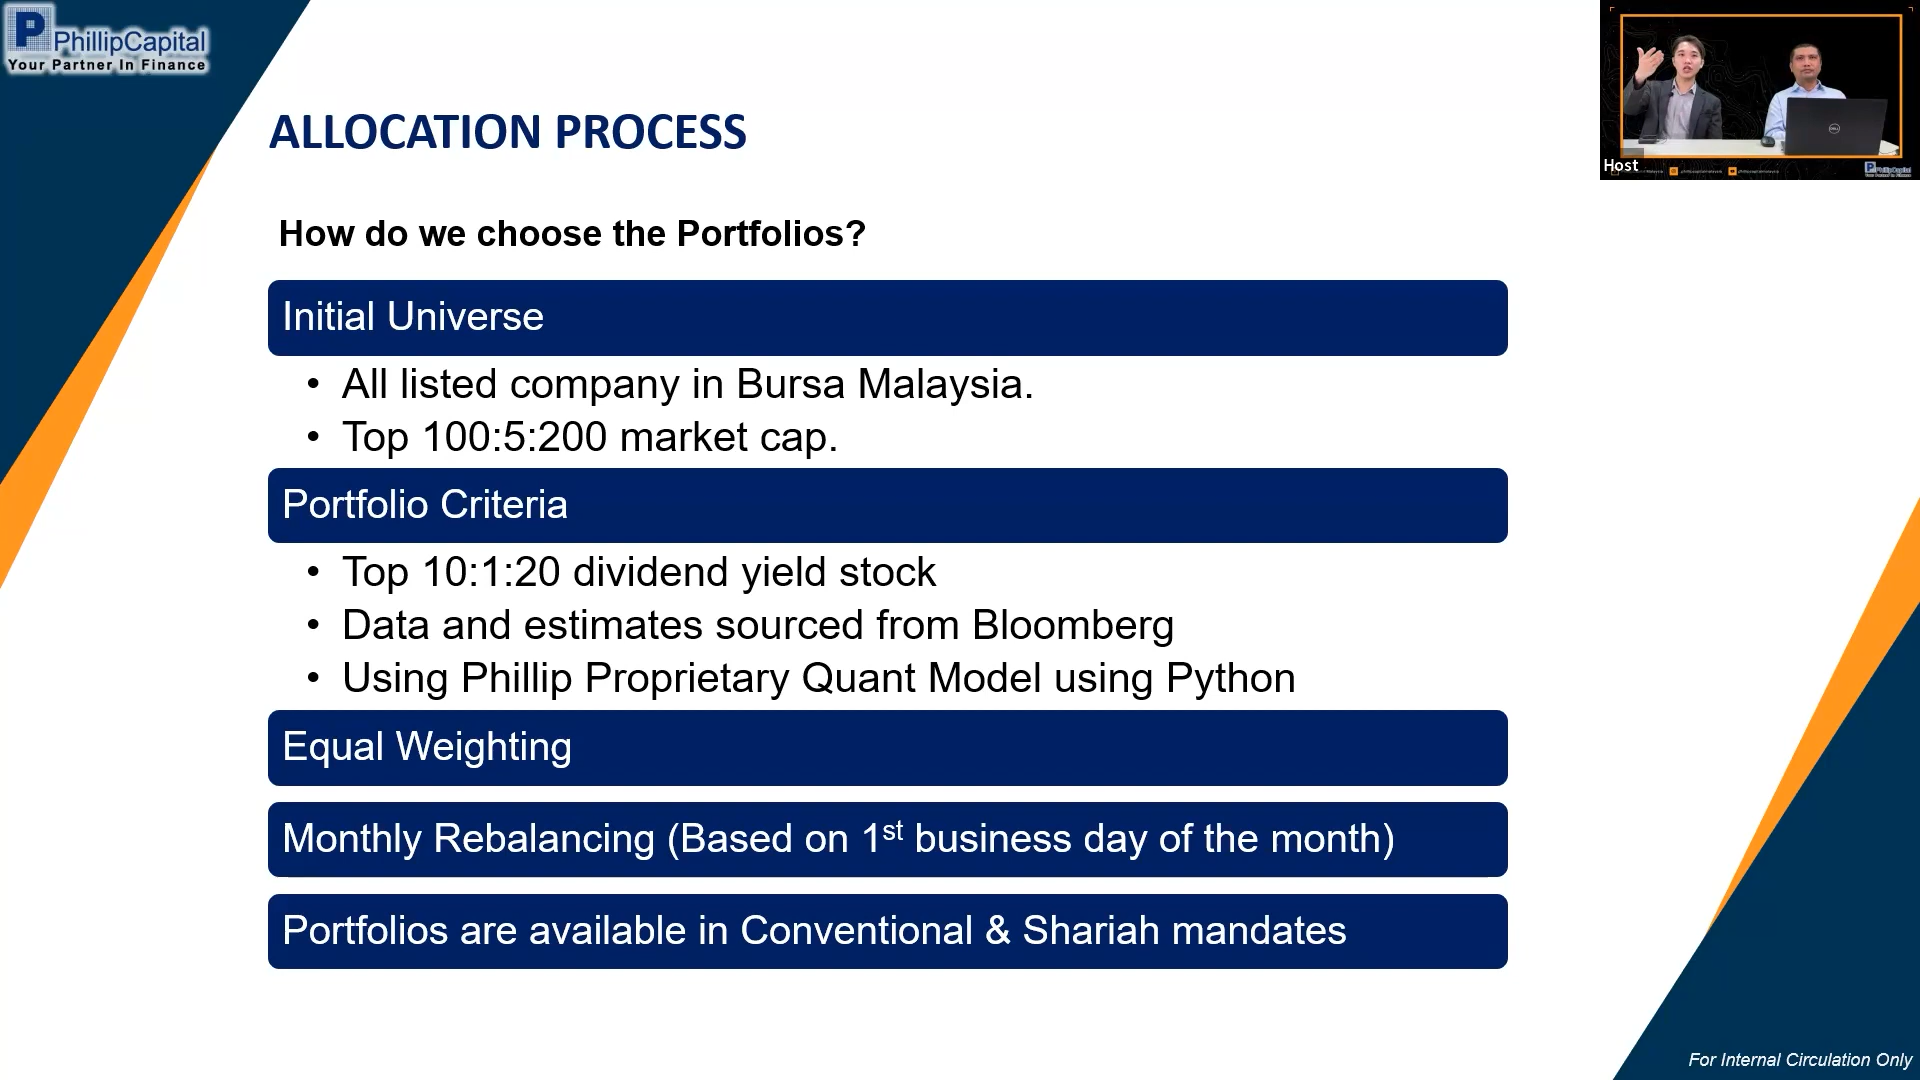 PhillipCapital
Your Partner In Finance
ALLOCATION PROCESS
How do we choose the Portfolios?
Initial Universe
• All listed company in Bursa Malaysia.
• Top 100:5:200 market cap.
Portfolio Criteria
• Top 10:1:20 dividend yield stock
• Data and estimates sourced from Bloomberg
• Using Phillip Proprietary Quant Model using Python
Equal Weighting
Monthly Rebalancing (Based on 1st business day of the month)
Portfolios are available in Conventional & Shariah mandates
Host
For Internal Circulation Only